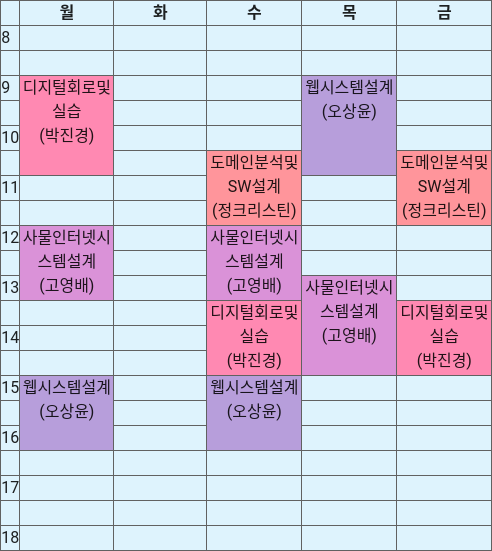 월 화 수 목 금
8
9
디지털회로및
실습
(박진경)
웹시스템설계
(오상윤)
10
도메인분석및
SW설계
(정크리스틴)
도메인분석및
SW설계
(정크리스틴)
11
12
사물인터넷시
스템설계
(고영배)
사물인터넷시
스템설계
(고영배)
13
사물인터넷시
스템설계
(고영배)
디지털회로및
실습
(박진경)
디지털회로및
실습
(박진경)
14
15
웹시스템설계
(오상윤)
웹시스템설계
(오상윤)
16
17
18